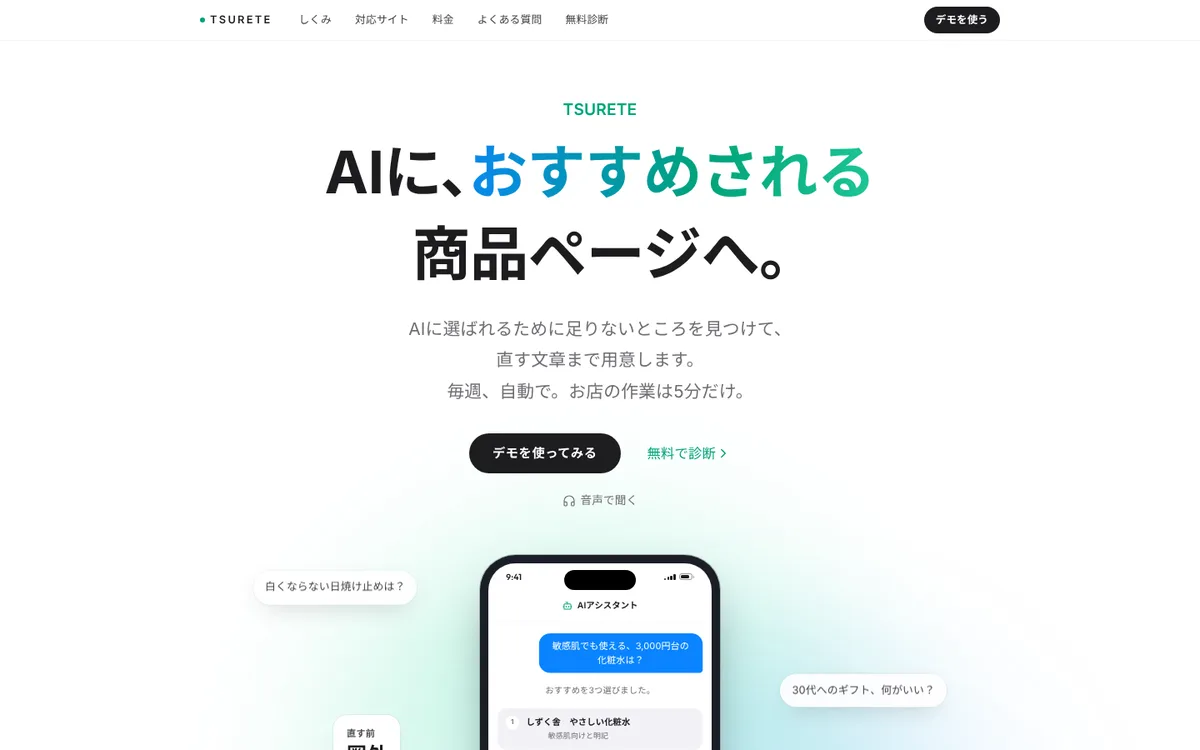 TSURETE
しくみ
対応サイト
料金
よくある質問
無料診断
デモを使う
TSURETE
AIに、おすすめされる
商品ページへ。
AIに選ばれるために足りないところを見つけて、
直す文章まで用意します。
毎週、自動で。お店の作業は5分だけ。
デモを使ってみる
無料で診断
音声で聞く
9:41
AIアシスタント
白くならない日焼け止めは？
敏感肌でも使える、3,000円台の
化粧水は？
おすすめを3つ選びました。
30代へのギフト、何がいい？
1
しずく舎　やさしい化粧水
敏感肌向けと明記
直す前
圏外